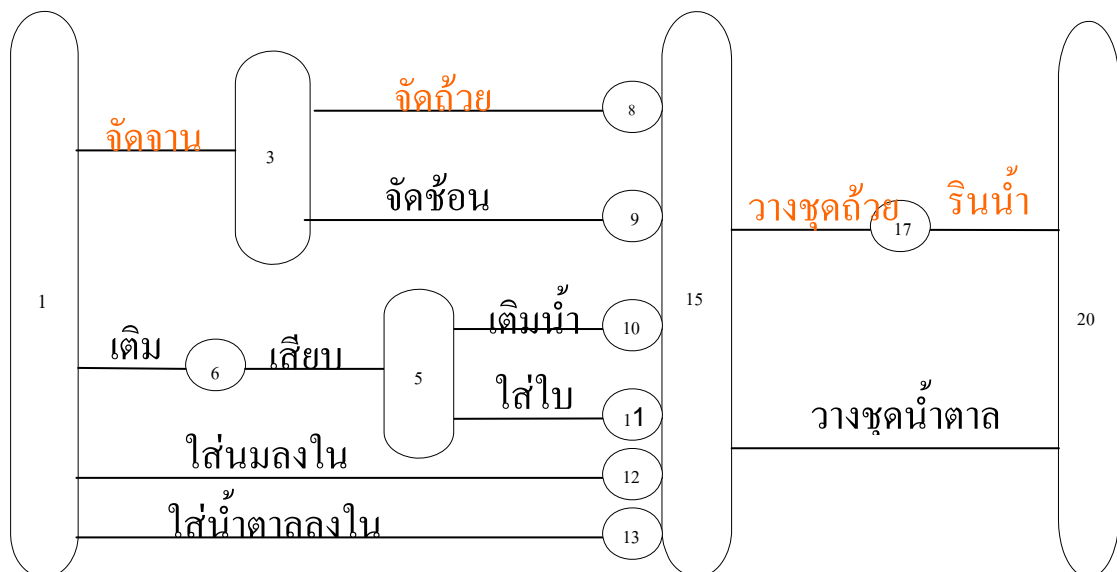 จัดถ้วย
8
จัดจาน
3
จัดช้อน
9
วางชุดถ้วย
17
รินน้ำ
1
15
20
เติม
6
เสียบ
5
เติมน้ำ
10
ใส่ใบ
11
วางชุดน้ำตาล
ใส่นมลงใน
12
ใส่น้ำตาลลงใน
13